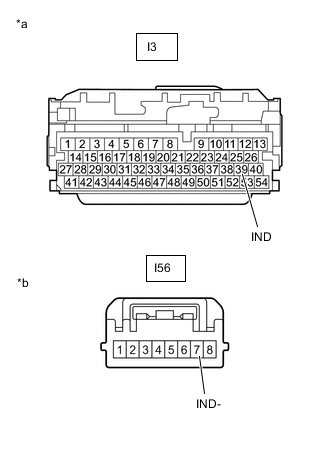 *a
I3
1 2 3 4 5 6 7 8 9 10 11 12 13
14 15 16 17 18 19 20 21 22 23 24 25 26
27 28 29 30 31 32 33 34 35 36 37 38 39 40
41 42 43 44 45 46 47 48 49 50 51 52 53 54
IND
I56
*b
1 2 3 4 5 6 7 8
IND-